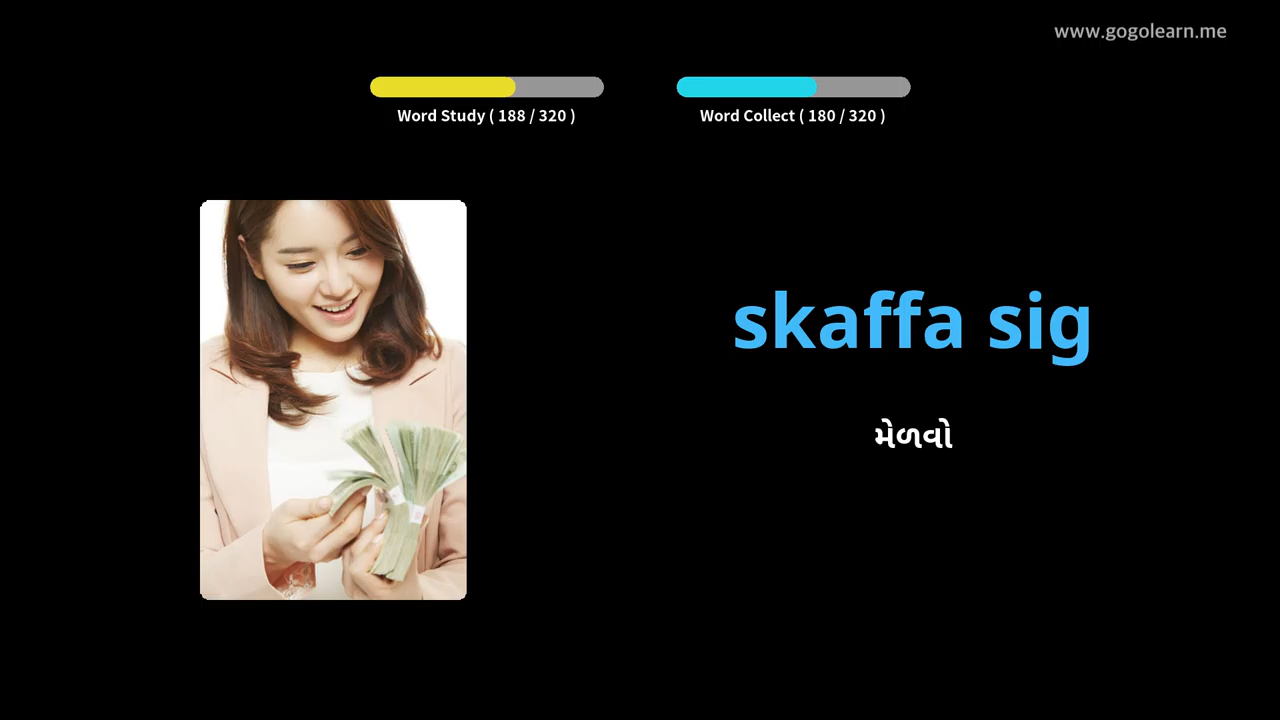 www.gogolearn.me
Word Study ( 188 / 320 )
Word Collect ( 180 / 320 )
skaffa sig
મેળવો